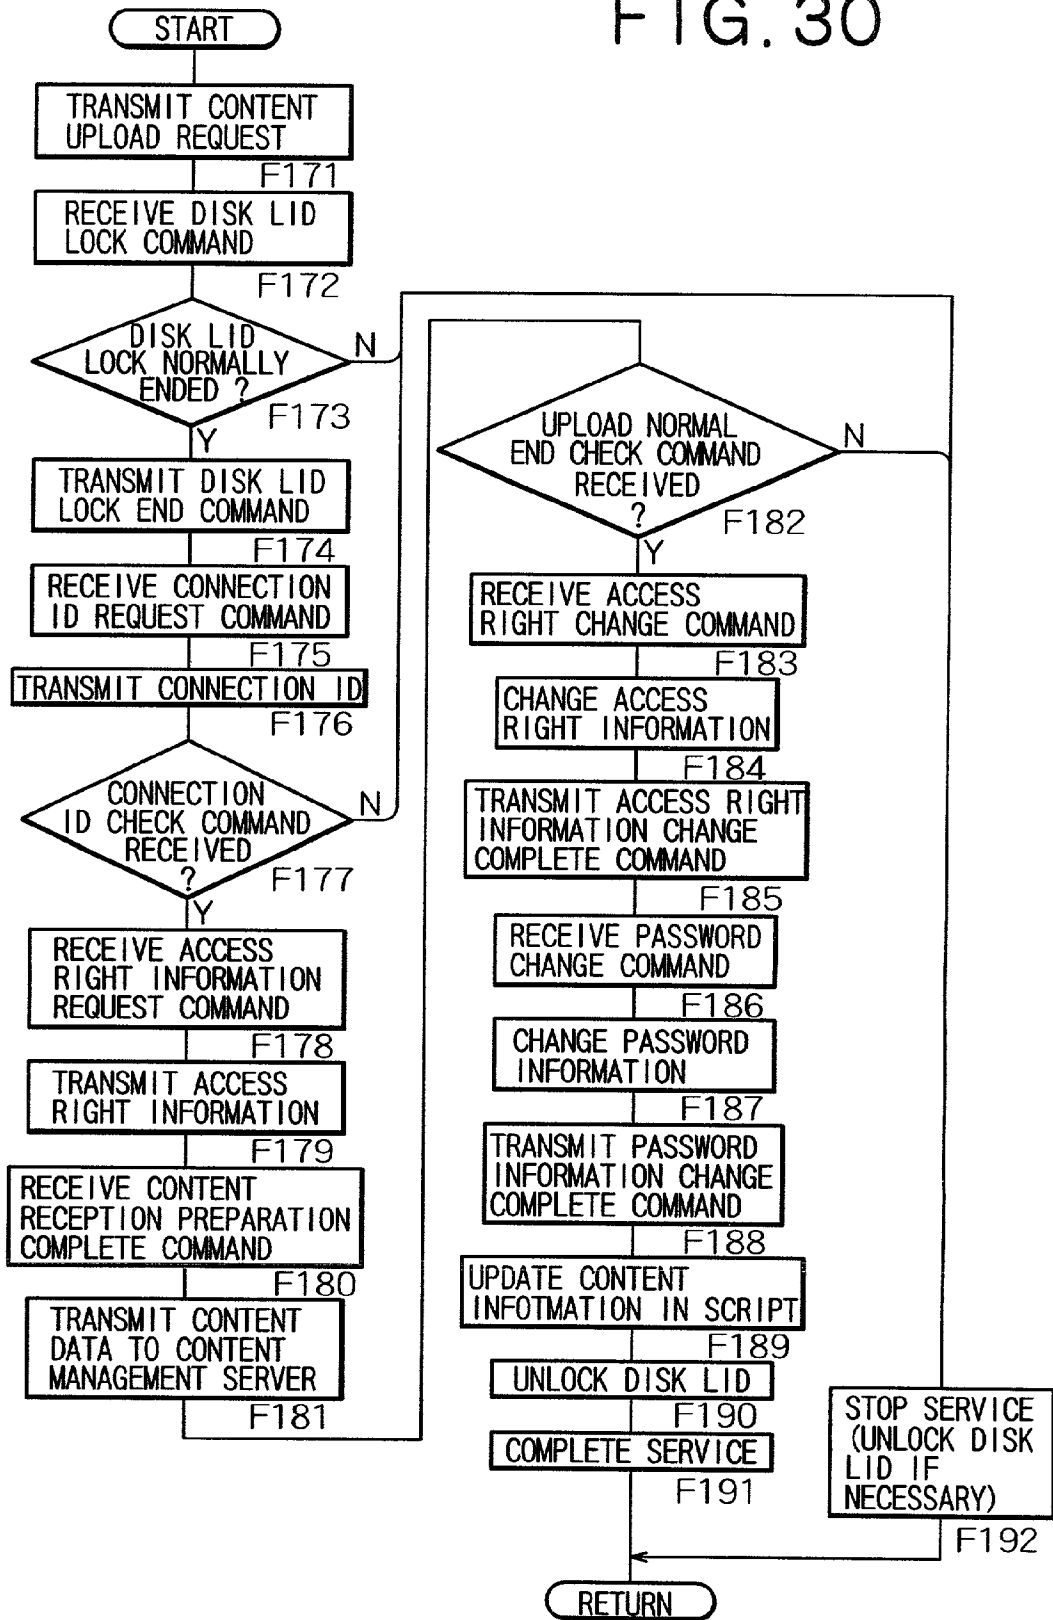 FIG. 30
START
TRANSMIT CONTENT
UPLOAD REQUEST
F171
RECEIVE DISK LID
LOCK COMMAND
F172
DISK LID
LOCK NORMALLY
ENDED ?
N
F173
Y
TRANSMIT DISK LID
LOCK END COMMAND
F174
RECEIVE CONNECTION
ID REQUEST COMMAND
F175
TRANSMIT CONNECTION ID
F176
CONNECTION
ID CHECK COMMAND
RECEIVED
?
N
F177
Y
RECEIVE ACCESS
RIGHT INFORMATION
REQUEST COMMAND
F178
TRANSMIT ACCESS
RIGHT INFORMATION
F179
RECEIVE CONTENT
RECEPTION PREPARATION
COMPLETE COMMAND
F180
TRANSMIT CONTENT
DATA TO CONTENT
MANAGEMENT SERVER
F181
UPLOAD NORMAL
END CHECK COMMAND
RECEIVED
?
N
F182
Y
RECEIVE ACCESS
RIGHT CHANGE COMMAND
F183
CHANGE ACCESS
RIGHT INFORMATION
F184
TRANSMIT ACCESS RIGHT
INFORMATION CHANGE
COMPLETE COMMAND
F185
RECEIVE PASSWORD
CHANGE COMMAND
F186
CHANGE PASSWORD
INFORMATION
F187
TRANSMIT PASSWORD
INFORMATION CHANGE
COMPLETE COMMAND
F188
UPDATE CONTENT
INFOTMATION IN SCRIPT
F189
UNLOCK DISK LID
F190
COMPLETE SERVICE
F191
STOP SERVICE
(UNLOCK DISK
LID IF
NECESSARY)
F192
RETURN